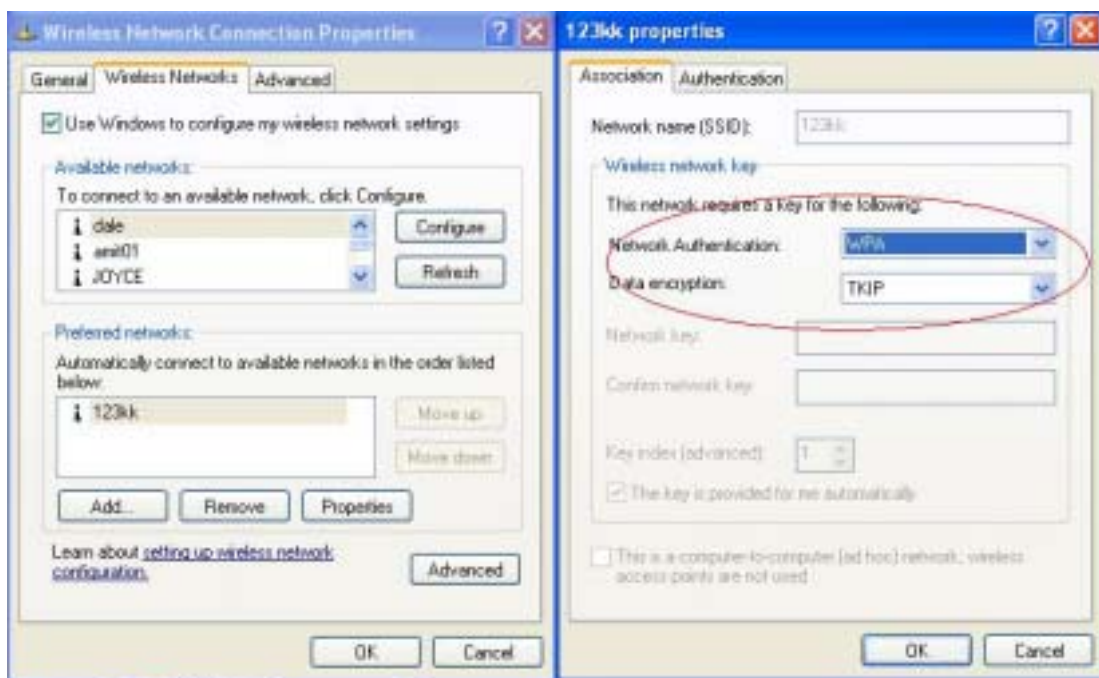 Wireless Network Connection Properties
General Wireless Networks Advanced
Use Windows to configure my wireless network settings
Available networks:
To connect to an available network, click Configure.
dale
amit01
JOYCE
Configure
Refresh
Preferred networks:
Automatically connect to available networks in the order listed
below:
123kk
Move up
Move down
Add... Remove Properties
Learn about setting up wireless network
configuration.
Advanced
OK Cancel
123kk properties
Association Authentication
Network name (SSID): 123kk
Wireless network key
This network requires a key for the following:
Network Authentication: WPA
Data encryption: TKIP
Network key:
Confirm network key:
Key index (advanced): 1
The key is provided for me automatically
This is a computer-to-computer (ad hoc) network; wireless
access points are not used
OK Cancel